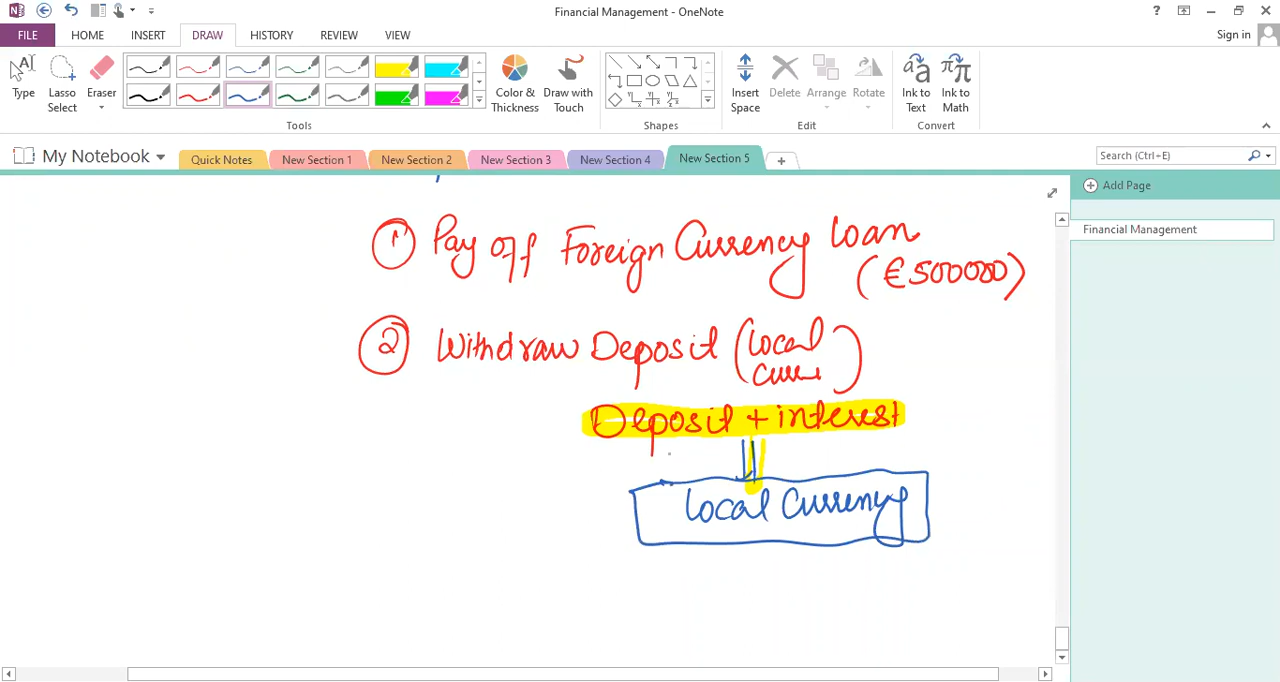 Financial Management - OneNote
?
FILE HOME INSERT DRAW HISTORY REVIEW VIEW
Sign in
Type
Lasso Select
Eraser
Color & Thickness
Draw with Touch
Insert Space
Delete
Arrange
Rotate
Ink to Text
Ink to Math
Tools
Shapes
Edit
Convert
My Notebook
Quick Notes
New Section 1
New Section 2
New Section 3
New Section 4
New Section 5
Search (Ctrl+E)
Add Page
Financial Management
① Pay off Foreign Currency Loan
(€500000)
② Withdraw Deposit (Local
Curre)
Deposit + interest
Local Currency